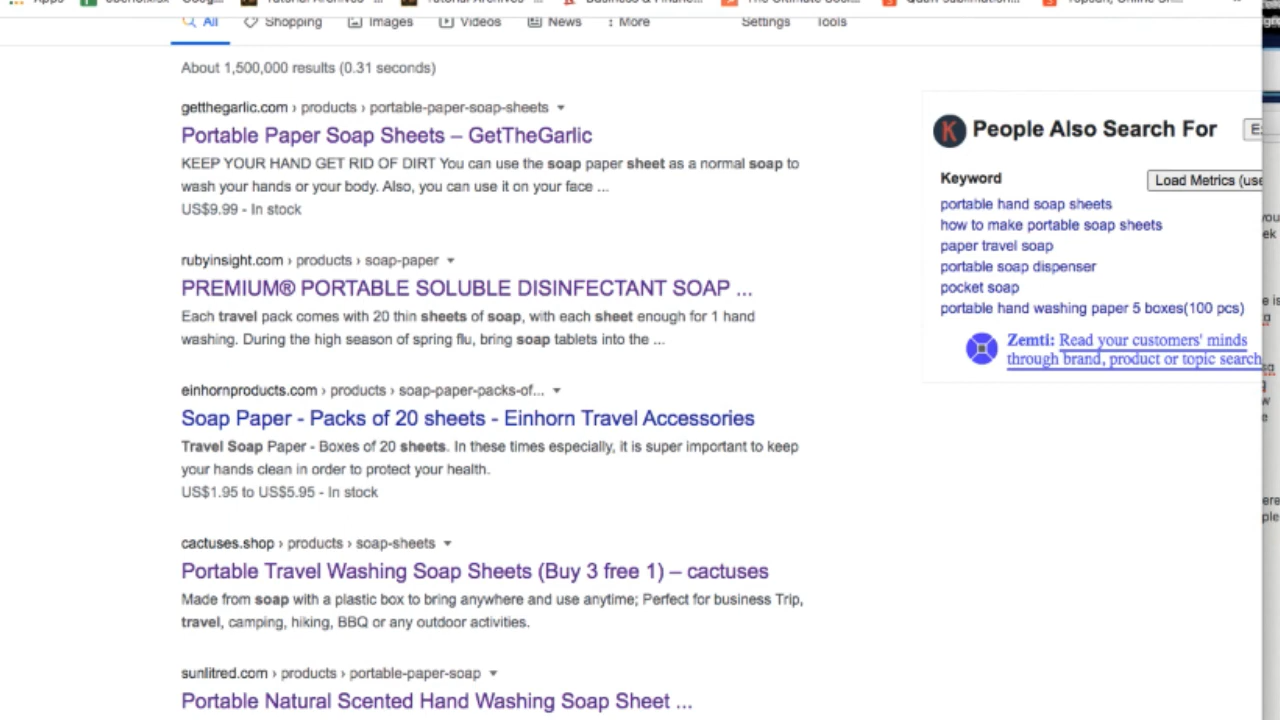 Apps
All
Shopping
Images
Videos
News
More
Settings
Tools
About 1,500,000 results (0.31 seconds)
getthegarlic.com › products › portable-paper-soap-sheets
Portable Paper Soap Sheets – GetTheGarlic
KEEP YOUR HAND GET RID OF DIRT You can use the soap paper sheet as a normal soap to
wash your hands or your body. Also, you can use it on your face ...
US$9.99 - In stock
rubyinsight.com › products › soap-paper
PREMIUM® PORTABLE SOLUBLE DISINFECTANT SOAP ...
Each travel pack comes with 20 thin sheets of soap, with each sheet enough for 1 hand
washing. During the high season of spring flu, bring soap tablets into the ...
einhornproducts.com › products › soap-paper-packs-of...
Soap Paper - Packs of 20 sheets - Einhorn Travel Accessories
Travel Soap Paper - Boxes of 20 sheets. In these times especially, it is super important to keep
your hands clean in order to protect your health.
US$1.95 to US$5.95 - In stock
cactuses.shop › products › soap-sheets
Portable Travel Washing Soap Sheets (Buy 3 free 1) – cactuses
Made from soap with a plastic box to bring anywhere and use anytime; Perfect for business Trip,
travel, camping, hiking, BBQ or any outdoor activities.
sunlitred.com › products › portable-paper-soap
Portable Natural Scented Hand Washing Soap Sheet ...
K People Also Search For
Keyword
Load Metrics (use
portable hand soap sheets
how to make portable soap sheets
paper travel soap
portable soap dispenser
pocket soap
portable hand washing paper 5 boxes(100 pcs)
Zemti: Read your customers' minds
through brand, product or topic search